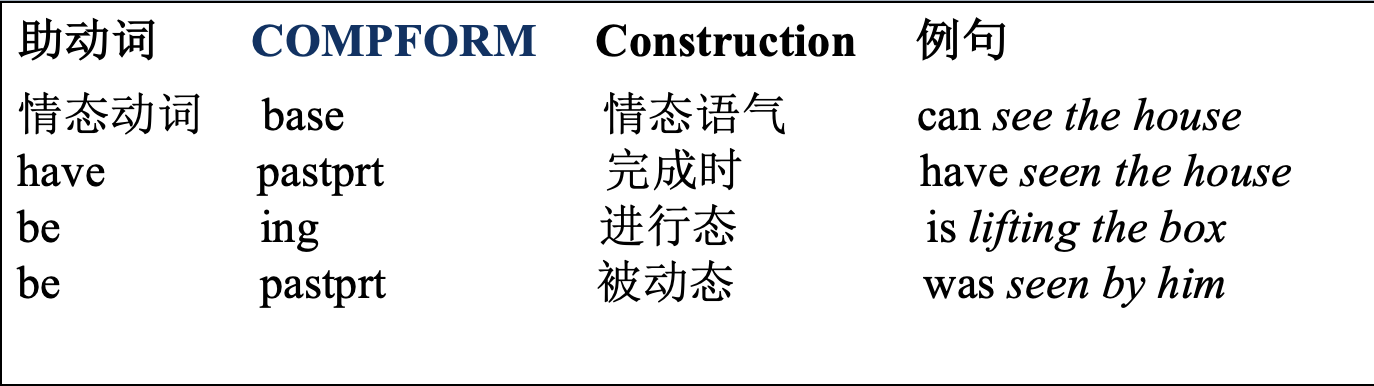 助动词 COMPFORM Construction 例句
情态动词 base 情态语气 can see the house
have pastprt 完成时 have seen the house
be ing 进行态 is lifting the box
be pastprt 被动态 was seen by him